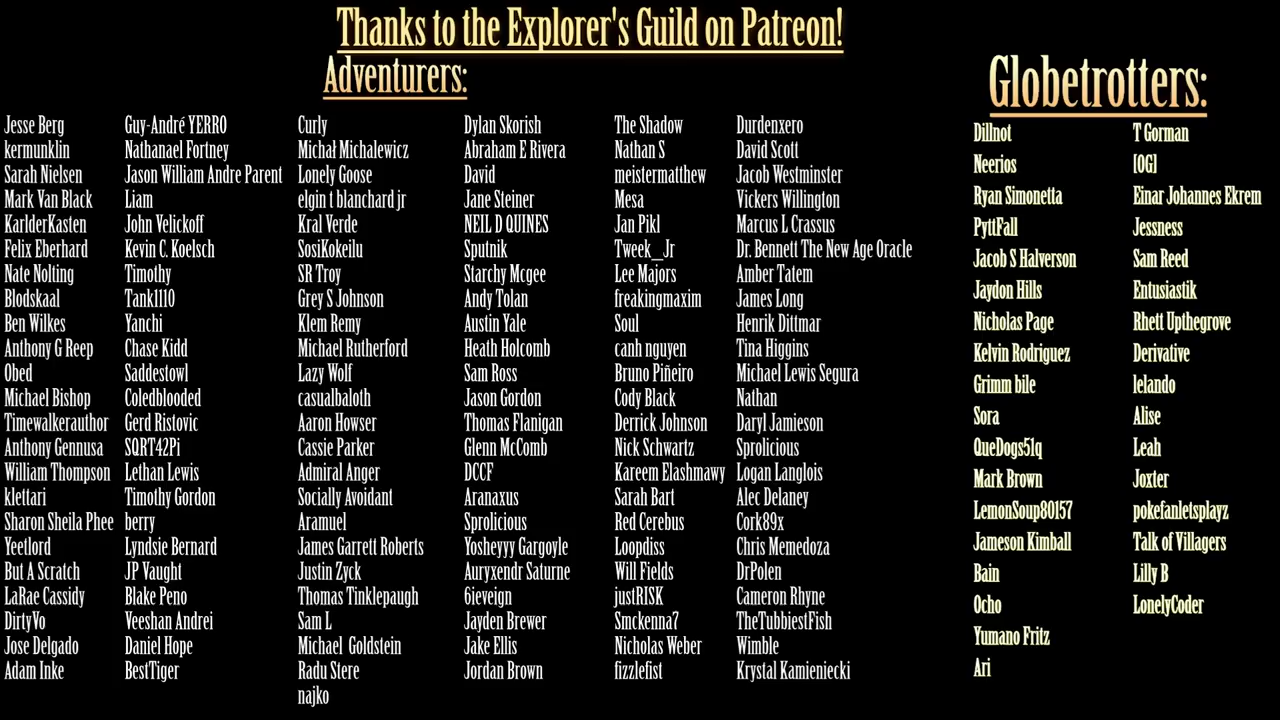 Thanks to the Explorer's Guild on Patreon!
Adventurers:
Jesse Berg
kermunklin
Sarah Nielsen
Mark Van Black
KarlderKasten
Felix Eberhard
Nate Nolting
Blodskaal
Ben Wilkes
Anthony G Reep
Obed
Michael Bishop
Timewalkerauthor
Anthony Gennusa
William Thompson
klettari
Sharon Sheila Phee
Yeetlord
But A Scratch
LaRae Cassidy
DirtyVo
Jose Delgado
Adam Inke
Guy-André YERRO
Nathanael Fortney
Jason William Andre Parent
Liam
John Velickoff
Kevin C. Koelsch
Timothy
Tank1110
Yanchi
Chase Kidd
Saddestowl
Coledblooded
Gerd Ristovic
SQRT42Pi
Lethan Lewis
Timothy Gordon
berry
Lyndsie Bernard
JP Vaught
Blake Peno
Veeshan Andrei
Daniel Hope
BestTiger
Curly
Michał Michalewicz
Lonely Goose
elgin t blanchard jr
Kral Verde
SosiKokeilu
SR Troy
Grey S Johnson
Klem Remy
Michael Rutherford
Lazy Wolf
casualbaloth
Aaron Howser
Cassie Parker
Admiral Anger
Socially Avoidant
Aramuel
James Garrett Roberts
Justin Zyck
Thomas Tinklepaugh
Sam L
Michael Goldstein
Radu Stere
najko
Dylan Skorish
Abraham E Rivera
David
Jane Steiner
NEIL D QUINES
Sputnik
Starchy Mcgee
Andy Tolan
Austin Yale
Heath Holcomb
Sam Ross
Jason Gordon
Thomas Flanigan
Glenn McComb
DCCF
Aranaxus
Sprolicious
Yosheyyy Gargoyle
Auryxendr Saturne
6ieveign
Jayden Brewer
Jake Ellis
Jordan Brown
The Shadow
Nathan S
meistermatthew
Mesa
Jan Pikl
Tweek_Jr
Lee Majors
freakingmaxim
Soul
canh nguyen
Bruno Piñeiro
Cody Black
Derrick Johnson
Nick Schwartz
Kareem Elashmawy
Sarah Bart
Red Cerebus
Loopdiss
Will Fields
justRISK
Smckenna7
Nicholas Weber
fizzlefist
Durdenxero
David Scott
Jacob Westminster
Vickers Willington
Marcus L Crassus
Dr. Bennett The New Age Oracle
Amber Tatem
James Long
Henrik Dittmar
Tina Higgins
Michael Lewis Segura
Nathan
Daryl Jamieson
Sprolicious
Logan Langlois
Alec Delaney
Cork89x
Chris Memedoza
DrPolen
Cameron Rhyne
TheTubbiestFish
Wimble
Krystal Kamieniecki
Globetrotters:
Dillnot
Neerios
Ryan Simonetta
PyttFall
Jacob S Halverson
Jaydon Hills
Nicholas Page
Kelvin Rodriguez
Grimm bile
Sora
QueDogs51q
Mark Brown
LemonSoup80157
Jameson Kimball
Bain
Ocho
Yumano Fritz
Ari
T Gorman
[OG]
Einar Johannes Ekrem
Jessness
Sam Reed
Entusiastik
Rhett Upthegrove
Derivative
lelando
Alise
Leah
Joxter
pokefanletsplayz
Talk of Villagers
Lilly B
LonelyCoder